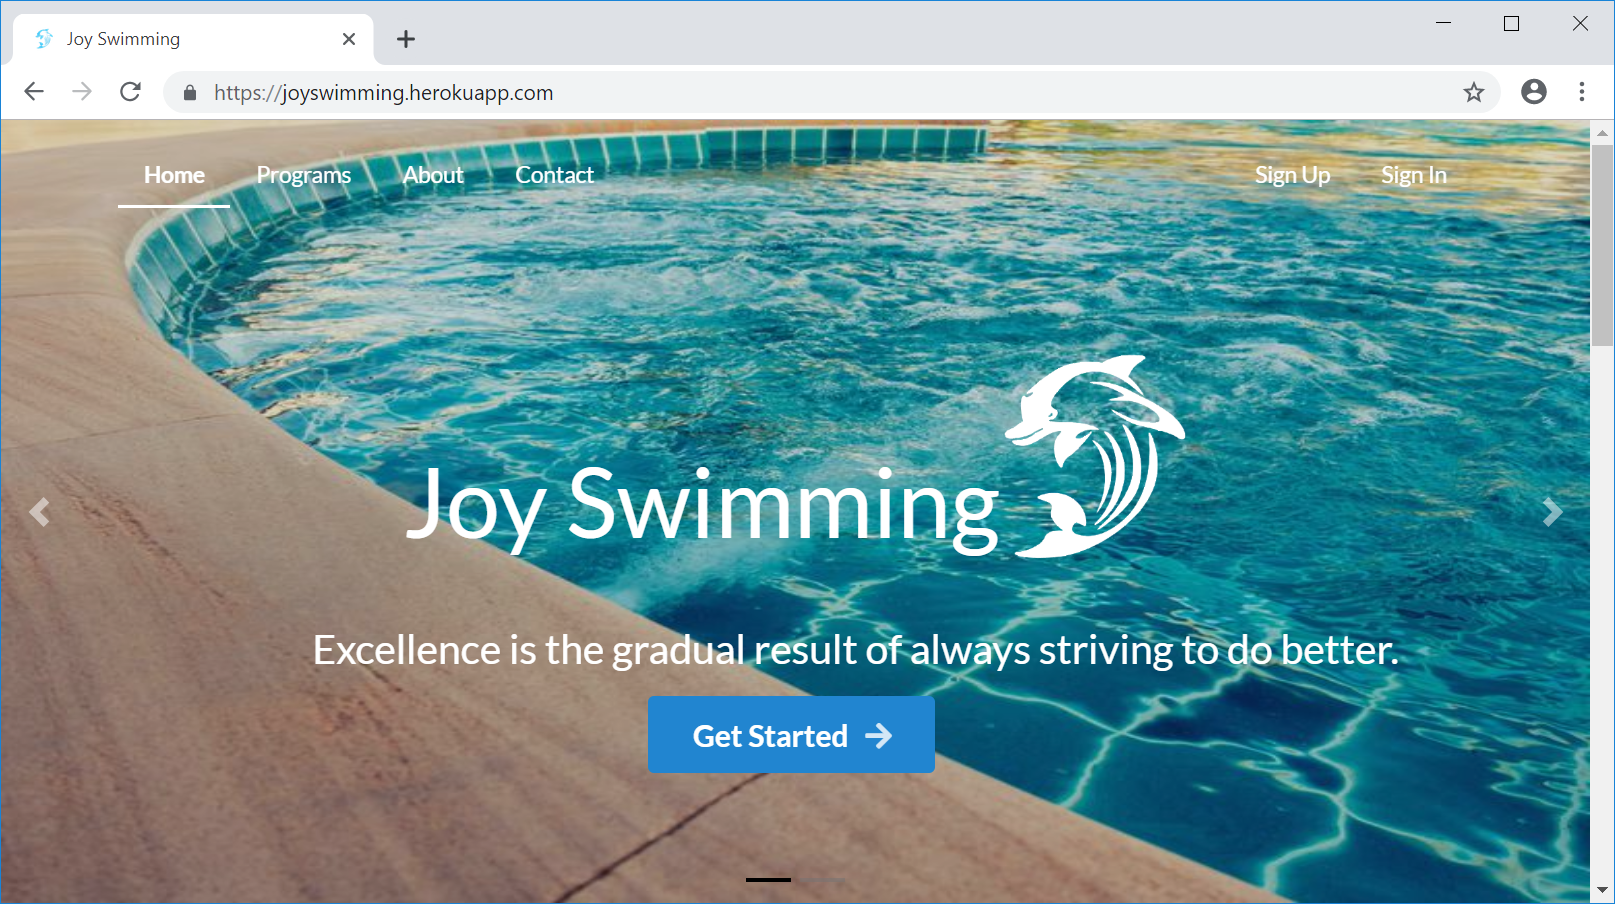 Joy Swimming
https://joyswimming.herokuapp.com
Home Programs About Contact Sign Up Sign In
Joy Swimming
Excellence is the gradual result of always striving to do better.
Get Started